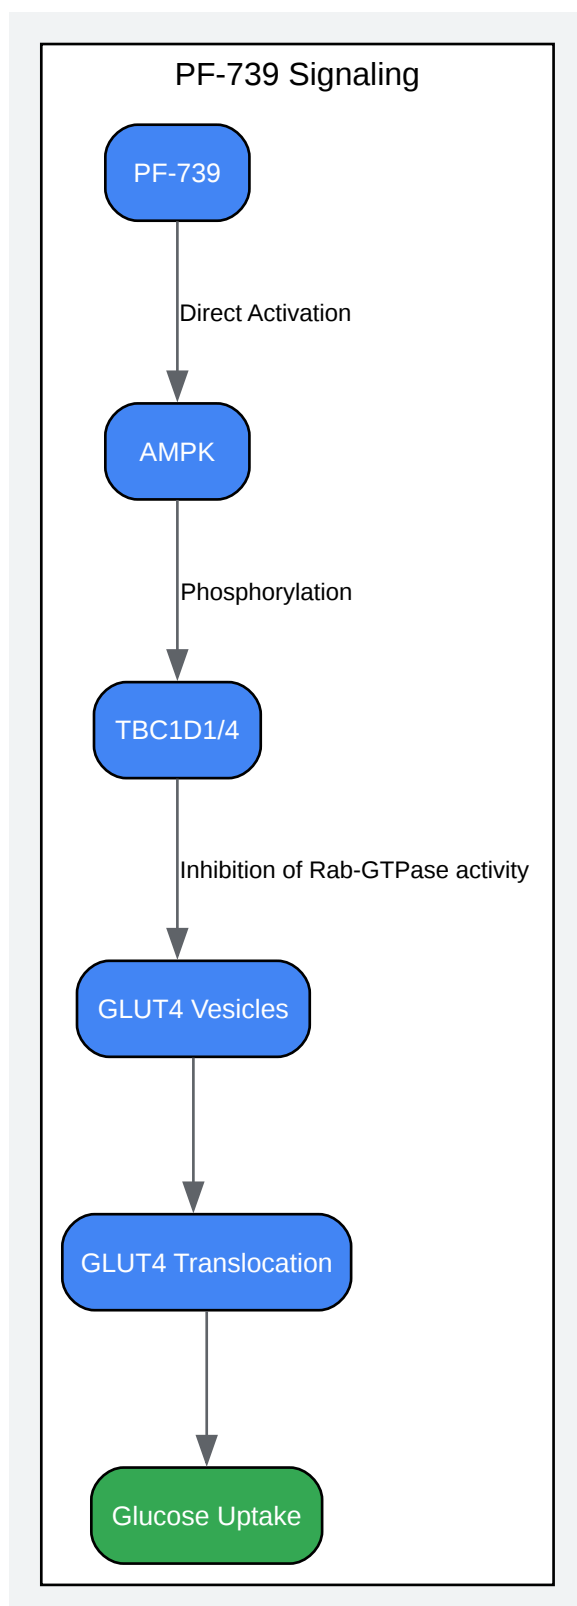 PF-739 Signaling
PF-739
Direct Activation
AMPK
Phosphorylation
TBC1D1/4
Inhibition of Rab-GTPase activity
GLUT4 Vesicles
GLUT4 Translocation
Glucose Uptake